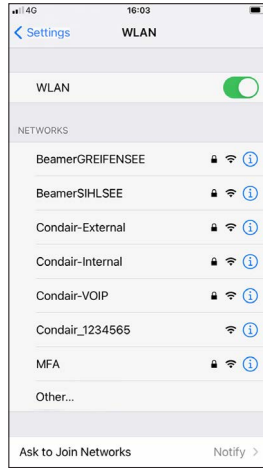 4G 16:03
Settings WLAN
WLAN
NETWORKS
BeamerGREIFENSEE
BeamerSIHLSEE
Condair-External
Condair-Internal
Condair-VOIP
Condair_1234565
MFA
Other...
Ask to Join Networks Notify